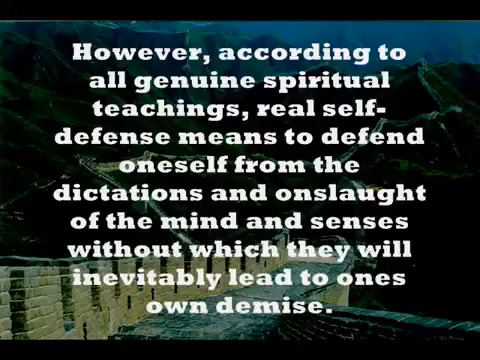 However, according to
all genuine spiritual
teachings, real self-
defense means to defend
oneself from the
dictations and onslaught
of the mind and senses
without which they will
inevitably lead to ones
own demise.